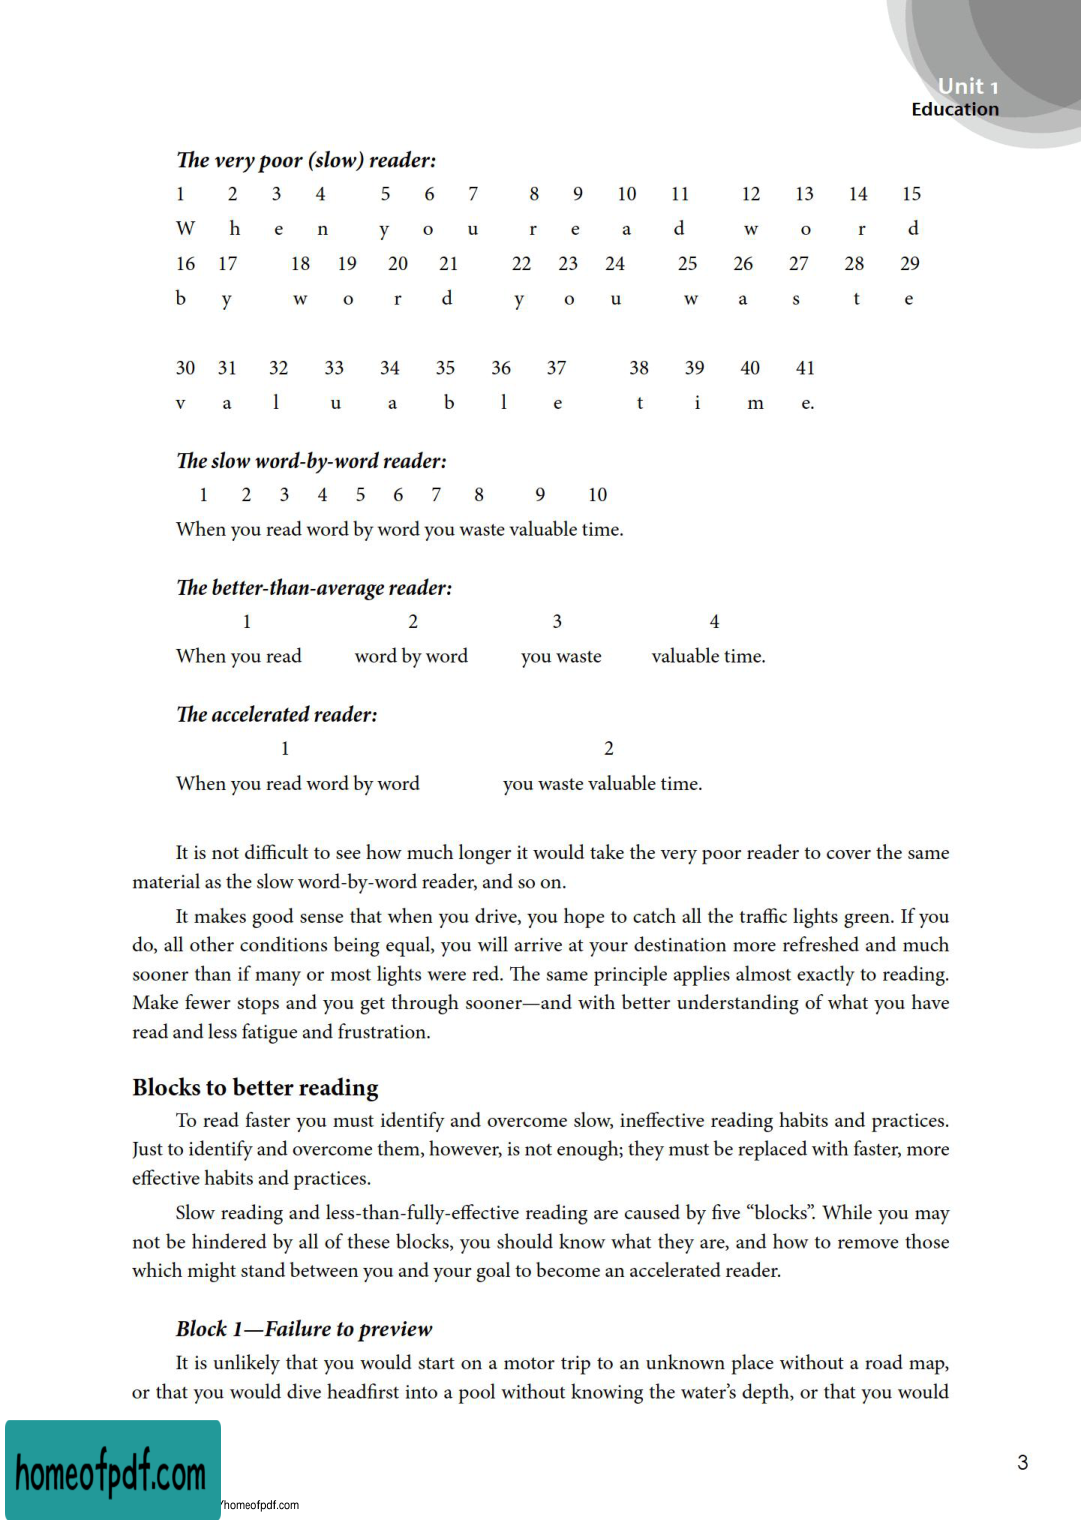 Unit 1
Education
The very poor (slow) reader:
1 2 3 4 5 6 7 8 9 10 11 12 13 14 15
W h e n y o u r e a d w o r d
16 17 18 19 20 21 22 23 24 25 26 27 28 29
b y w o r d y o u w a s t e
30 31 32 33 34 35 36 37 38 39 40 41
v a l u a b l e t i m e.
The slow word-by-word reader:
1 2 3 4 5 6 7 8 9 10
When you read word by word you waste valuable time.
The better-than-average reader:
1 2 3 4
When you read word by word you waste valuable time.
The accelerated reader:
1 2
When you read word by word you waste valuable time.
It is not difficult to see how much longer it would take the very poor reader to cover the same
material as the slow word-by-word reader, and so on.
It makes good sense that when you drive, you hope to catch all the traffic lights green. If you
do, all other conditions being equal, you will arrive at your destination more refreshed and much
sooner than if many or most lights were red. The same principle applies almost exactly to reading.
Make fewer stops and you get through sooner—and with better understanding of what you have
read and less fatigue and frustration.
Blocks to better reading
To read faster you must identify and overcome slow, ineffective reading habits and practices.
Just to identify and overcome them, however, is not enough; they must be replaced with faster, more
effective habits and practices.
Slow reading and less-than-fully-effective reading are caused by five “blocks”. While you may
not be hindered by all of these blocks, you should know what they are, and how to remove those
which might stand between you and your goal to become an accelerated reader.
Block 1—Failure to preview
It is unlikely that you would start on a motor trip to an unknown place without a road map,
or that you would dive headfirst into a pool without knowing the water’s depth, or that you would
homeofpdf.com
3
/homeofpdf.com